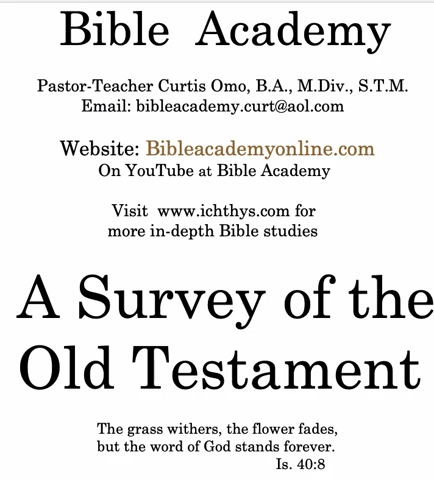 Bible Academy
Pastor-Teacher Curtis Omo, B.A., M.Div., S.T.M.
Email: bibleacademy.curt@aol.com
Website: Bibleacademyonline.com
On YouTube at Bible Academy
Visit www.ichthys.com for
more in-depth Bible studies
A Survey of the
Old Testament
The grass withers, the flower fades,
but the word of God stands forever.
Is. 40:8